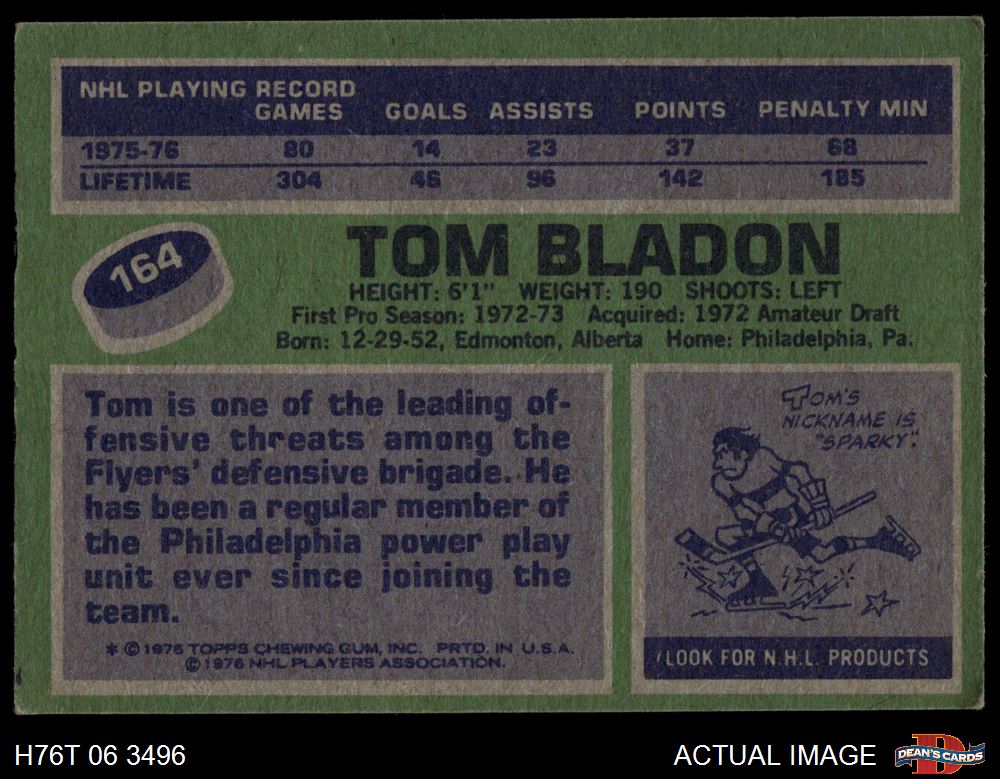 NHL PLAYING RECORD
GAMES GOALS ASSISTS POINTS PENALTY MIN
1975-76 80 14 23 37 68
LIFETIME 304 46 96 142 185
164
TOM BLADON
HEIGHT: 6'1" WEIGHT: 190 SHOOTS: LEFT
First Pro Season: 1972-73 Acquired: 1972 Amateur Draft
Born: 12-29-52, Edmonton, Alberta Home: Philadelphia, Pa.
Tom is one of the leading of-
fensive threats among the
Flyers' defensive brigade. He
has been a regular member of
the Philadelphia power play
unit ever since joining the
team.
* © 1976 TOPPS CHEWING GUM, INC. PRTD. IN U.S.A.
© 1976 NHL PLAYERS ASSOCIATION.
TOM'S
NICKNAME IS
"SPARKY".
LOOK FOR N.H.L. PRODUCTS
H76T 06 3496
ACTUAL IMAGE
DEAN'S CARDS